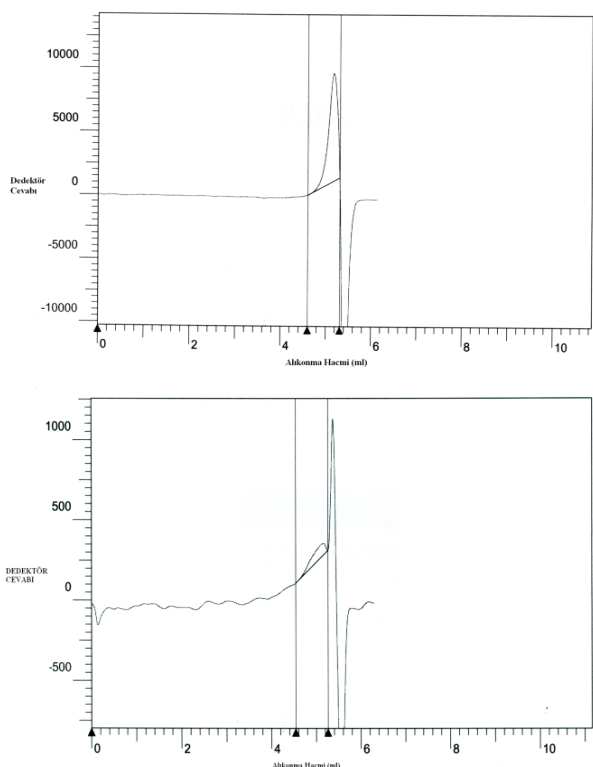 10000
5000
Dedektör
Cevabı
0
-5000
-10000
0 2 4 6 8 10
Alıkonma Hacmi (ml)
1000
500
DEDEKTÖR
CEVABI
0
-500
0 2 4 6 8 10
Alıkonma Hacmi (ml)